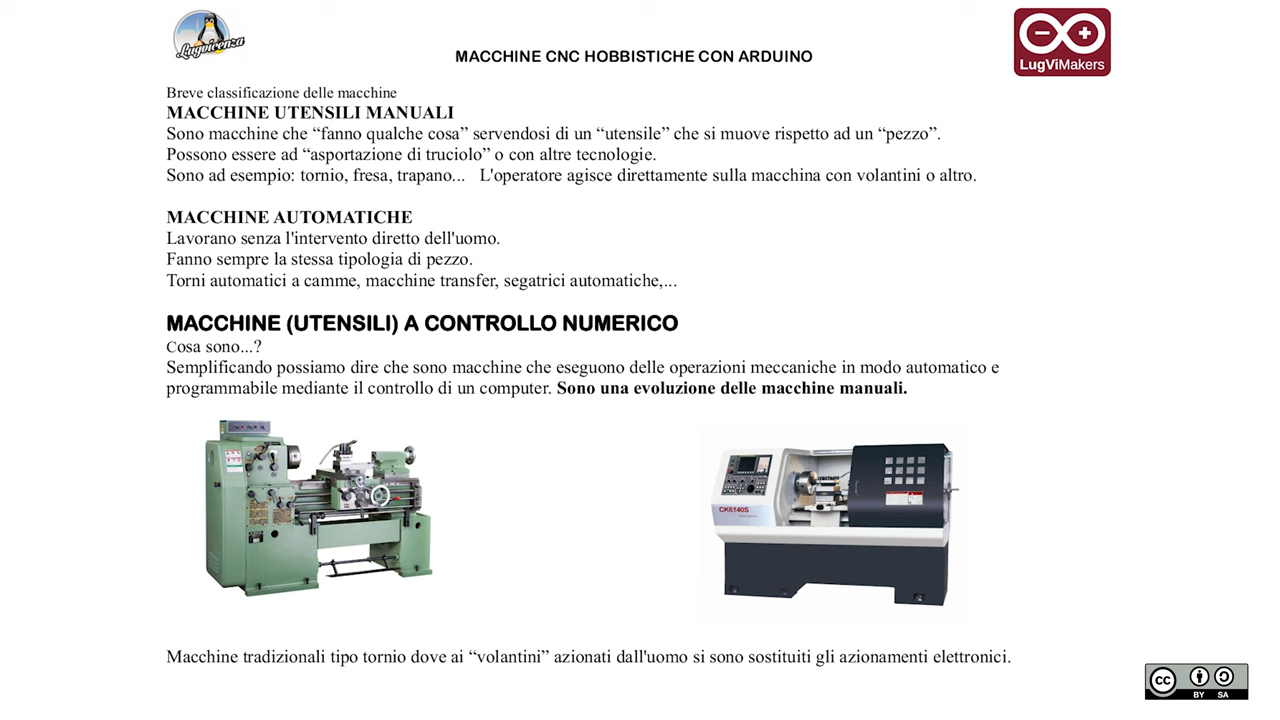 Lugvicenza
MACCHINE CNC HOBBISTICHE CON ARDUINO
LugViMakers
Breve classificazione delle macchine
MACCHINE UTENSILI MANUALI
Sono macchine che “fanno qualche cosa” servendosi di un “utensile” che si muove rispetto ad un “pezzo”.
Possono essere ad “asportazione di truciolo” o con altre tecnologie.
Sono ad esempio: tornio, fresa, trapano... L'operatore agisce direttamente sulla macchina con volantini o altro.
MACCHINE AUTOMATICHE
Lavorano senza l'intervento diretto dell'uomo.
Fanno sempre la stessa tipologia di pezzo.
Torni automatici a camme, macchine transfer, segatrici automatiche,...
MACCHINE (UTENSILI) A CONTROLLO NUMERICO
Cosa sono...?
Semplificando possiamo dire che sono macchine che eseguono delle operazioni meccaniche in modo automatico e
programmabile mediante il controllo di un computer. Sono una evoluzione delle macchine manuali.
CK6140S
Macchine tradizionali tipo tornio dove ai “volantini” azionati dall'uomo si sono sostituiti gli azionamenti elettronici.
cc
BY SA